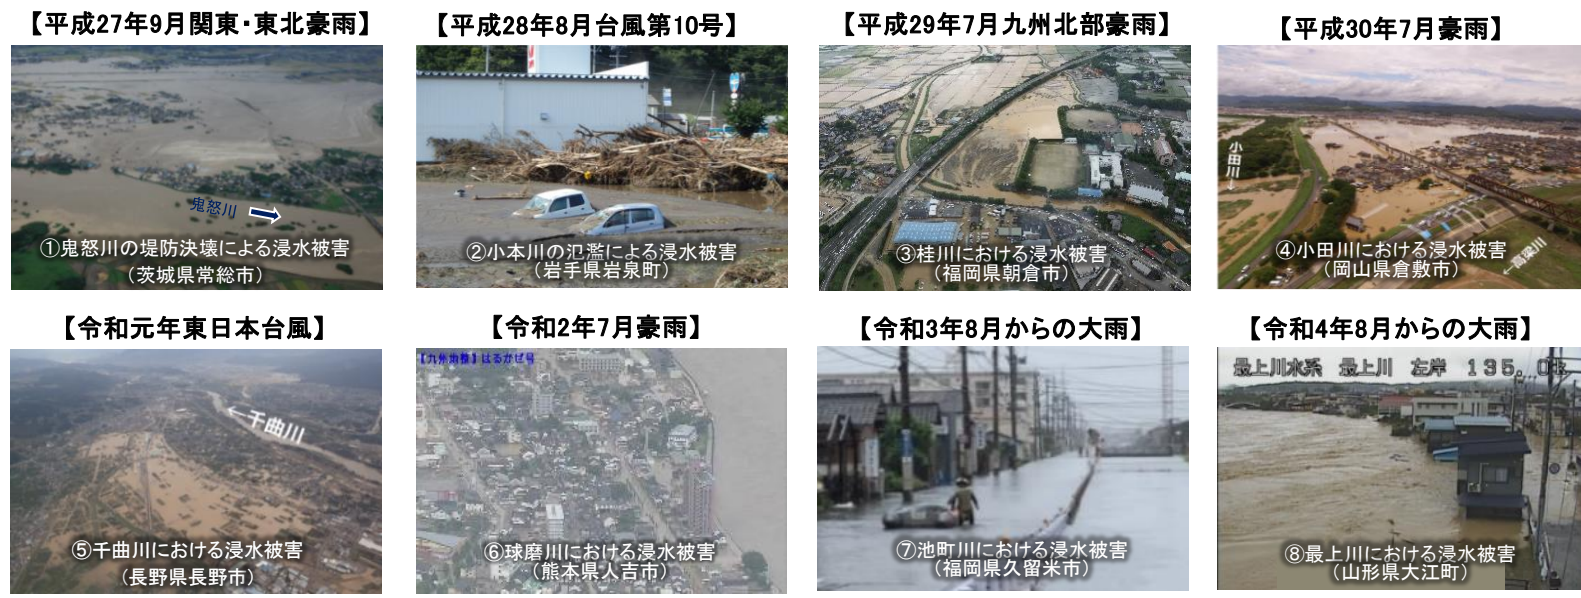 【平成27年9月関東・東北豪雨】
鬼怒川
①鬼怒川の堤防決壊による浸水被害
（茨城県常総市）
【平成28年8月台風第10号】
②小本川の氾濫による浸水被害
（岩手県岩泉町）
【平成29年7月九州北部豪雨】
③桂川における浸水被害
（福岡県朝倉市）
【平成30年7月豪雨】
小田川→
④小田川における浸水被害
（岡山県倉敷市）
←高梁川
【令和元年東日本台風】
←千曲川
⑤千曲川における浸水被害
（長野県長野市）
【令和2年7月豪雨】
【九州地整】はるかぜ号
⑥球磨川における浸水被害
（熊本県人吉市）
【令和3年8月からの大雨】
⑦池町川における浸水被害
（福岡県久留米市）
【令和4年8月からの大雨】
最上川水系 最上川 左岸 135.0k
⑧最上川における浸水被害
（山形県大江町）